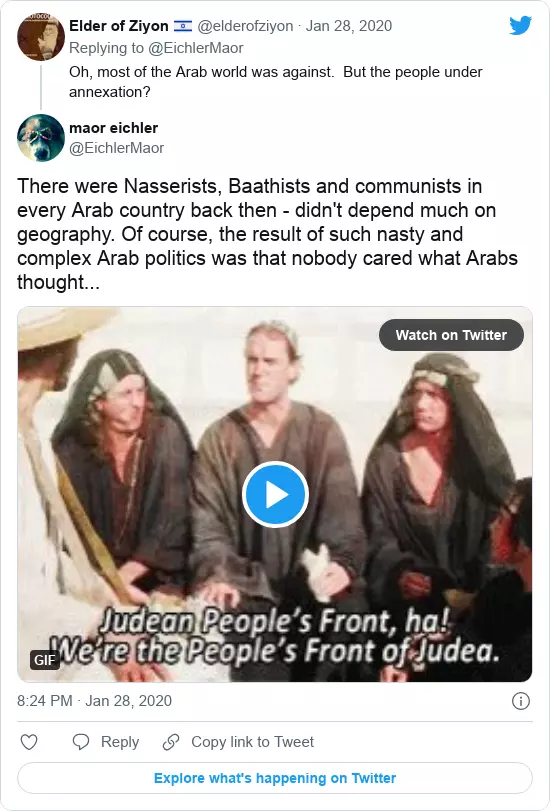 Elder of Ziyon 🇮🇱 @elderofziyon · Jan 28, 2020
Replying to @EichlerMaor
Oh, most of the Arab world was against.  But the people under
annexation?
maor eichler
@EichlerMaor
There were Nasserists, Baathists and communists in
every Arab country back then - didn't depend much on
geography. Of course, the result of such nasty and
complex Arab politics was that nobody cared what Arabs
thought...
Watch on Twitter
Judean People's Front, ha!
We're the People's Front of Judea.
GIF
8:24 PM · Jan 28, 2020
Reply
Copy link to Tweet
Explore what's happening on Twitter